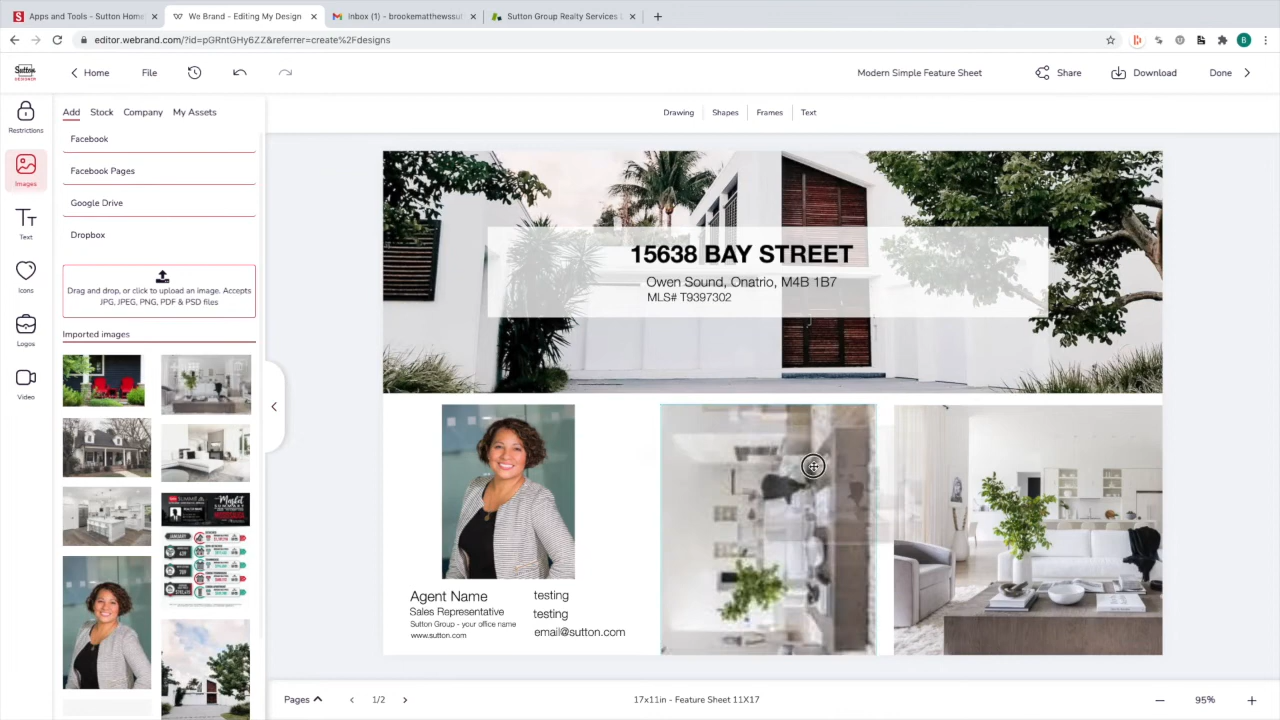 Apps and Tools - Sutton Home
We Brand - Editing My Design
Inbox (1) - brookematthewssut
Sutton Group Realty Services L
editor.webrand.com/?id=pGRntGHy6ZZ&referrer=create%2Fdesigns
B
Sutton
DESIGNER
Home
File
Modern Simple Feature Sheet
Share
Download
Done
Restrictions
Images
Text
Icons
Logos
Video
Add
Stock
Company
My Assets
Drawing
Shapes
Frames
Text
Facebook
Facebook Pages
Google Drive
Dropbox
Drag and drop, or click to upload an image. Accepts
JPG, JPEG, PNG, PDF & PSD files
Imported images
15638 BAY STREET
Owen Sound, Onatrio, M4B 1B7
MLS# T9397302
Agent Name
Sales Representative
Sutton Group - your office name
www.sutton.com
testing
testing
email@sutton.com
Pages
1/2
17x11in - Feature Sheet 11X17
95%